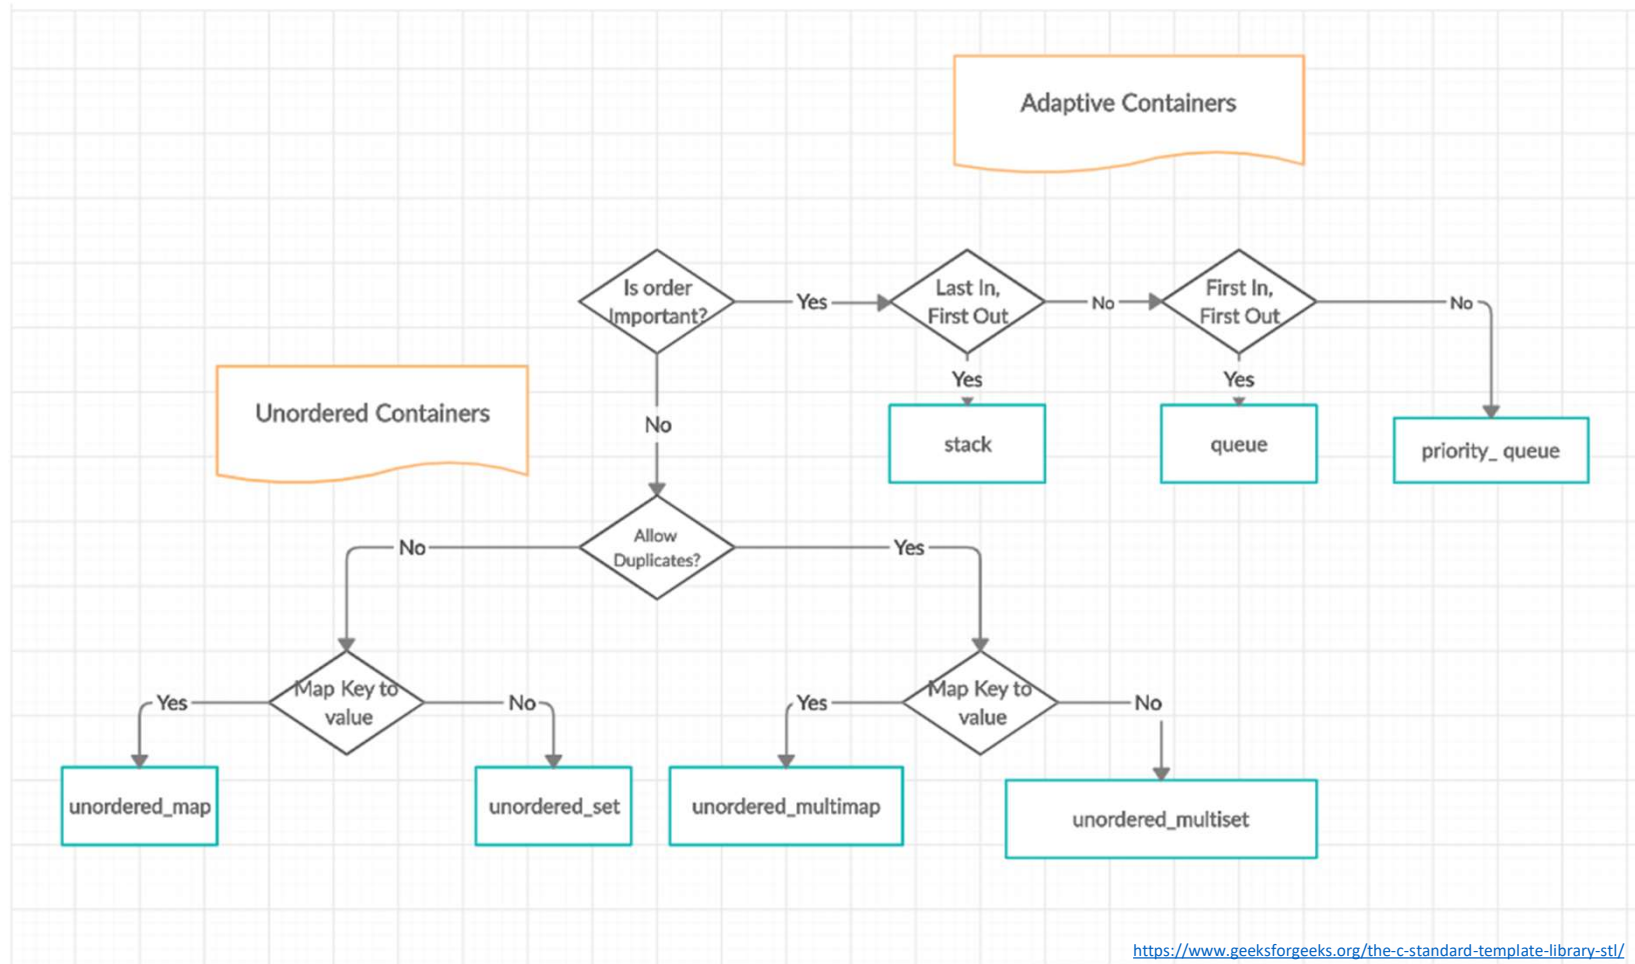 Adaptive Containers
Is order
Important?
Yes
Last In,
First Out
No
First In,
First Out
No
Yes
Yes
stack
queue
priority_ queue
Unordered Containers
No
Allow
Duplicates?
No
Yes
Map Key to
value
Yes
No
Map Key to
value
Yes
No
unordered_map
unordered_set
unordered_multimap
unordered_multiset
https://www.geeksforgeeks.org/the-c-standard-template-library-stl/